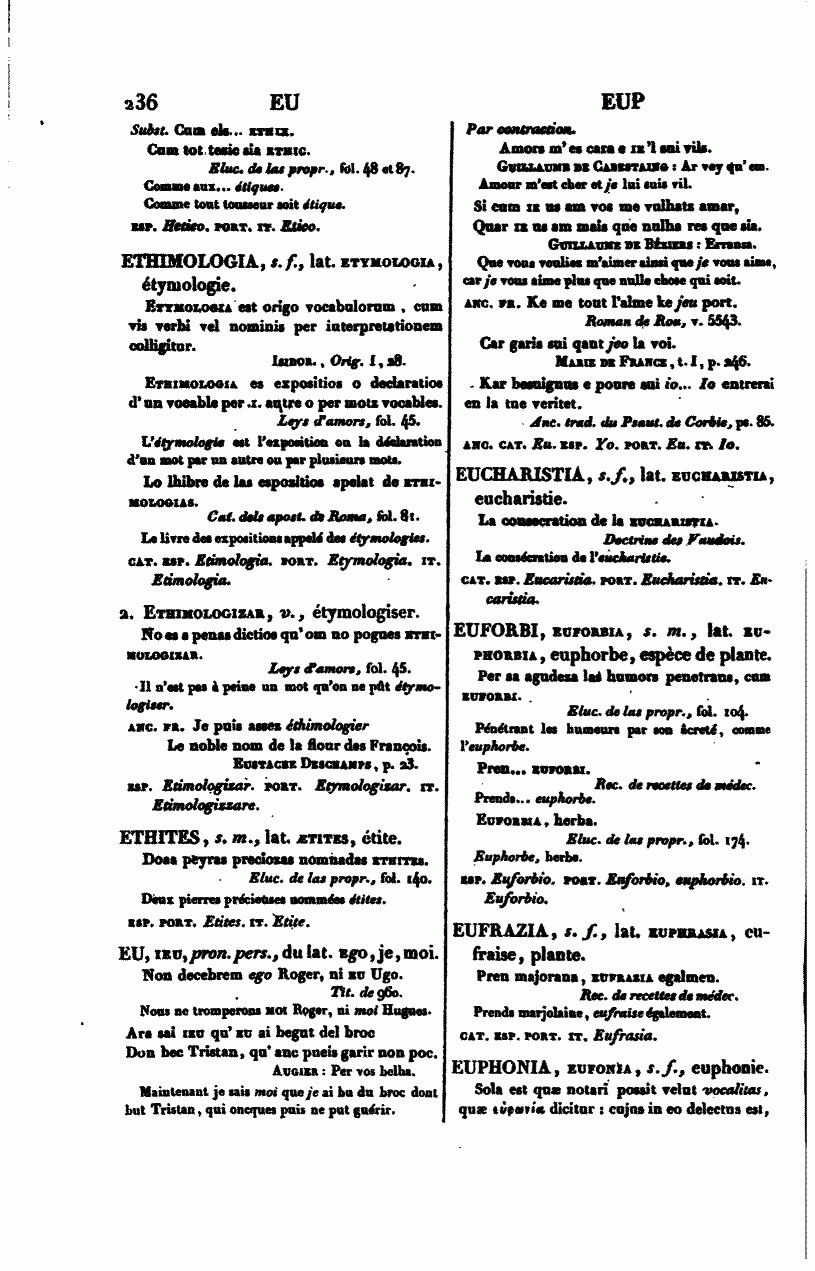 236 EU EUP
Subst. Cum els... ETHIX.
Cum tot tosic sia ETHIC.
Eluc. de las propr., fol. 48 et 87.
Comme aux... étiques.
Comme tout tousseur soit étique.
ESP. Hetico. PORT. IT. Etico.
ETHIMOLOGIA, s. f., lat. ETYMOLOGIA,
étymologie.
ETYMOLOGIA est origo vocabulorum, cum
vis verbi vel nominis per interpretationem
colligitur.
ISIDOR., Orig. I, 28.
ETHIMOLOGIA es expositios o declaratios
d'un vocable per .I. autre o per motz vocables.
Leys d'amors, fol. 45.
L'étymologie est l'exposition ou la déclaration
d'un mot par un autre ou par plusieurs mots.
Lo lhibre de las espositios apelat de ETHI-
MOLOGIAS.
Cat. dels apost. de Roma, fol. 81.
Le livre des expositions appelé des étymologies.
CAT. ESP. Etimologia. PORT. Etymologia. IT.
Etimologia.
2. ETHIMOLOGIZAR, v., étymologiser.
No es a penas dictios qu'om no pogues ETHI-
MOLOGIZAR.
Leys d'amors, fol. 45.
Il n'est pas à peine un mot qu'on ne pût étymo-
logiser.
ANC. FR. Je puis assez éthimologier
Le noble nom de la flour des François.
EUSTACHE DESCHAMPS, p. 23.
ESP. Etimologizar. PORT. Etymologizar. IT.
Etimologizzare.
ETHITES, s. m., lat. ÆTITES, étite.
Doas peyras preciozas nomnadas ETHITES.
Eluc. de las propr., fol. 140.
Deux pierres précieuses nommées étites.
ESP. PORT. Etites. IT. Etite.
EU, IEU, pron. pers., du lat. Ego, je, moi.
Non decebrem ego Roger, ni EU Ugo.
Tit. de 960.
Nous ne tromperons MOI Roger, ni moi Hugues.
Ara sai IEU qu'EU ai begut del broc
Don bec Tristan, qu'anc pueis garir non poc.
AUGIER : Per vos belha.
Maintenant je sais moi que je ai bu du broc dont
but Tristan, qui oncques puis ne put guérir.
Par contraction.
Amors m'es cara e IE'l sui vils.
GUILLAUME DE CABESTAING : Ar vey qu'em.
Amour m'est cher et je lui suis vil.
Si cum IE us am vos me vulhatz amar,
Quar IE us am mais que nulha res que sia.
GUILLAUME DE BÉZIERS : Erransa.
Que vous vouliez m'aimer ainsi que je vous aime,
car je vous aime plus que nulle chose qui soit.
ANC. FR. Ke me tout l'alme ke jeu port.
Roman de Rou, v. 5543.
Car garis sui qant jeo la voi.
MARIE DE FRANCE, t. I, p. 246.
Kar besuignus e poure sui io... Io entrerai
en la tue veritet.
Anc. trad. du Psaut. de Corbie, ps. 85.
ANC. CAT. Eu. ESP. Yo. PORT. Eu. IT. Io.
EUCHARISTIA, s. f., lat. EUCHARISTIA,
eucharistie.
La consecration de la EUCHARISTIA.
Doctrine des Vaudois.
La consécration de l'eucharistie.
CAT. ESP. Eucaristia. PORT. Eucharistia. IT. Eu-
caristia.
EUFORBI, EUFORBIA, s. m., lat. EU-
PHORBIA, euphorbe, espèce de plante.
Per sa agudeza las humors penetrans, cum
EUFORBI.
Eluc. de las propr., fol. 104.
Pénétrant les humeurs par son âcreté, comme
l'euphorbe.
Pren... EUFORBI.
Rec. de recettes de médec.
Prends... euphorbe.
EUFORBIA, herba.
Eluc. de las propr., fol. 174.
Euphorbe, herbe.
ESP. Euforbio. PORT. Euforbio, euphorbio. IT.
Euforbio.
EUFRAZIA, s. f., lat. EUPHRASIA, eu-
fraise, plante.
Pren majorana, EUFRAZIA egalmen.
Rec. de recettes de médec.
Prends marjolaine, eufraise également.
CAT. ESP. PORT. IT. Eufrasia.
EUPHONIA, EUFONIA, s. f., euphonie.
Sola est quæ notari possit velut vocalitas,
quæ εὐφωνία dicitur : cujus in eo delectus est,